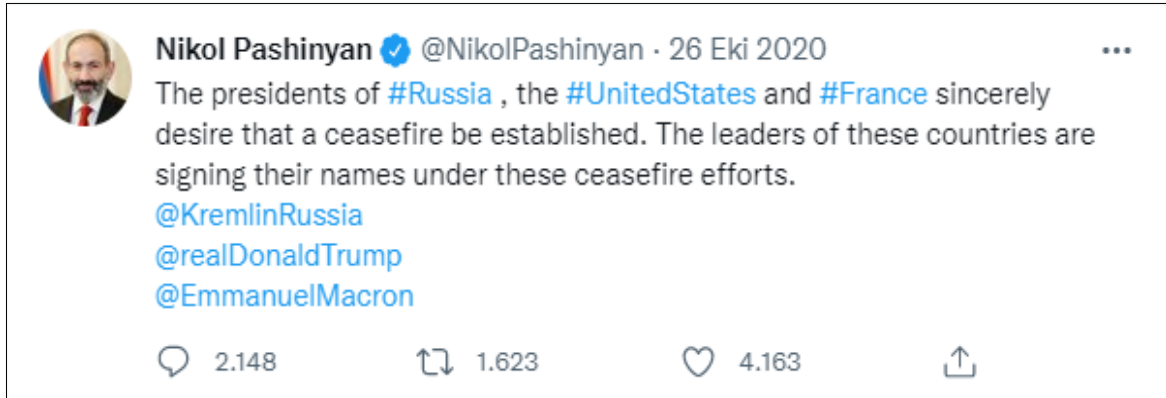 Nikol Pashinyan @NikolPashinyan · 26 Eki 2020
The presidents of #Russia , the #UnitedStates and #France sincerely
desire that a ceasefire be established. The leaders of these countries are
signing their names under these ceasefire efforts.
@KremlinRussia
@realDonaldTrump
@EmmanuelMacron
2.148 1.623 4.163